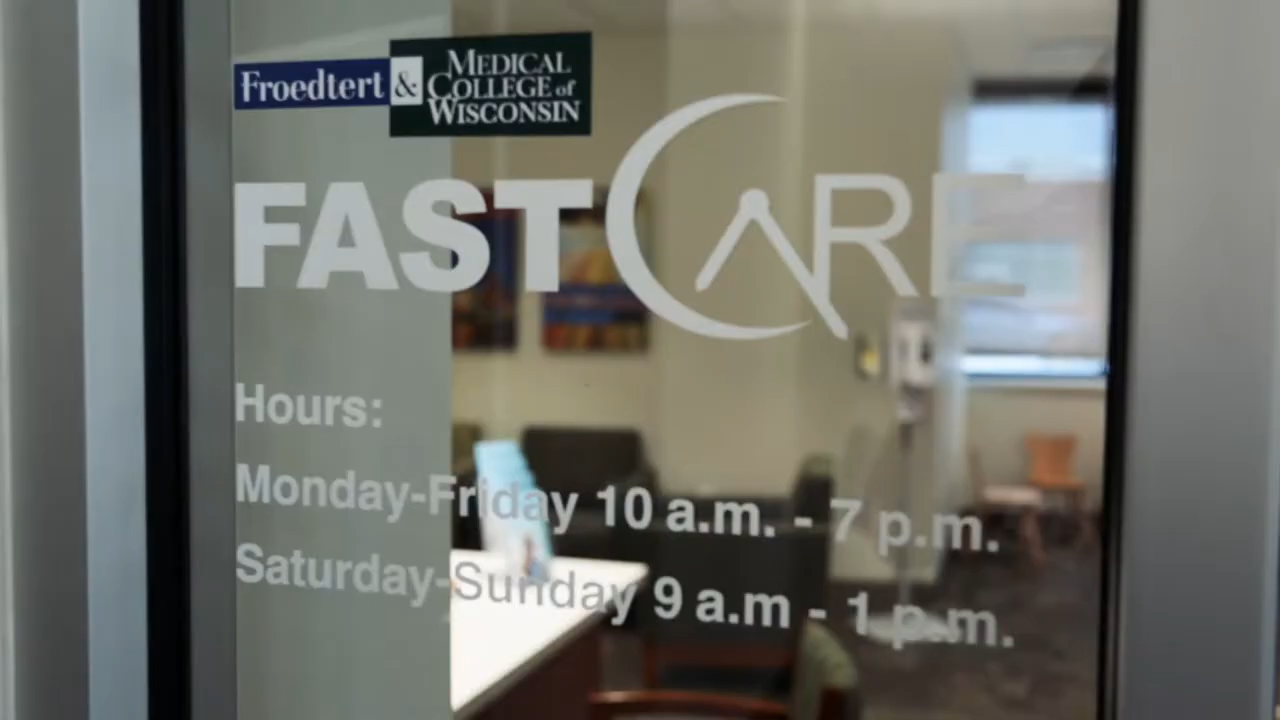 Froedtert & MEDICAL COLLEGE of WISCONSIN
FASTCARE
Hours:
Monday-Friday 10 a.m. - 7 p.m.
Saturday-Sunday 9 a.m - 1 p.m.